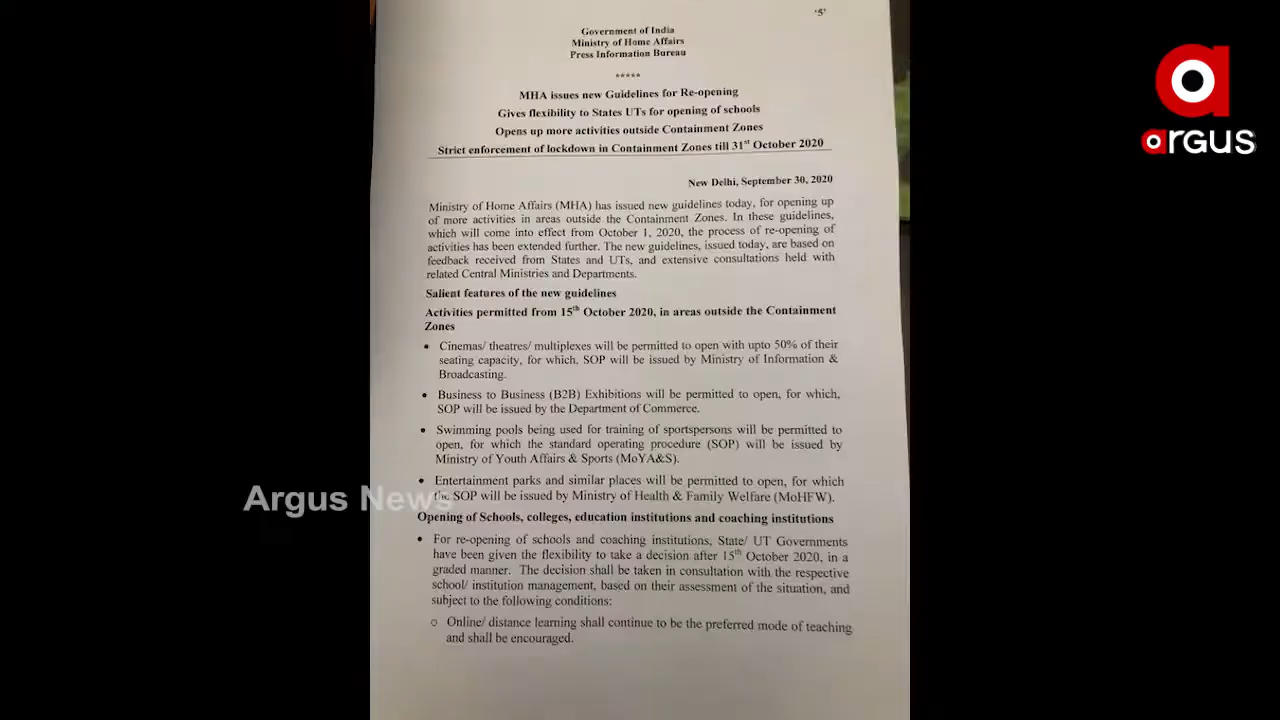 '5'
Government of India
Ministry of Home Affairs
Press Information Bureau
*****
MHA issues new Guidelines for Re-opening
Gives flexibility to States UTs for opening of schools
Opens up more activities outside Containment Zones
Strict enforcement of lockdown in Containment Zones till 31st October 2020
New Delhi, September 30, 2020
Ministry of Home Affairs (MHA) has issued new guidelines today, for opening up
of more activities in areas outside the Containment Zones. In these guidelines,
which will come into effect from October 1, 2020, the process of re-opening of
activities has been extended further. The new guidelines, issued today, are based on
feedback received from States and UTs, and extensive consultations held with
related Central Ministries and Departments.
Salient features of the new guidelines
Activities permitted from 15th October 2020, in areas outside the Containment
Zones
• Cinemas/ theatres/ multiplexes will be permitted to open with upto 50% of their
seating capacity, for which, SOP will be issued by Ministry of Information &
Broadcasting.
• Business to Business (B2B) Exhibitions will be permitted to open, for which,
SOP will be issued by the Department of Commerce.
• Swimming pools being used for training of sportspersons will be permitted to
open, for which the standard operating procedure (SOP) will be issued by
Ministry of Youth Affairs & Sports (MoYA&S).
• Entertainment parks and similar places will be permitted to open, for which
the SOP will be issued by Ministry of Health & Family Welfare (MoHFW).
Opening of Schools, colleges, education institutions and coaching institutions
• For re-opening of schools and coaching institutions, State/ UT Governments
have been given the flexibility to take a decision after 15th October 2020, in a
graded manner. The decision shall be taken in consultation with the respective
school/ institution management, based on their assessment of the situation, and
subject to the following conditions:
o Online/ distance learning shall continue to be the preferred mode of teaching
and shall be encouraged.
Argus News
argus